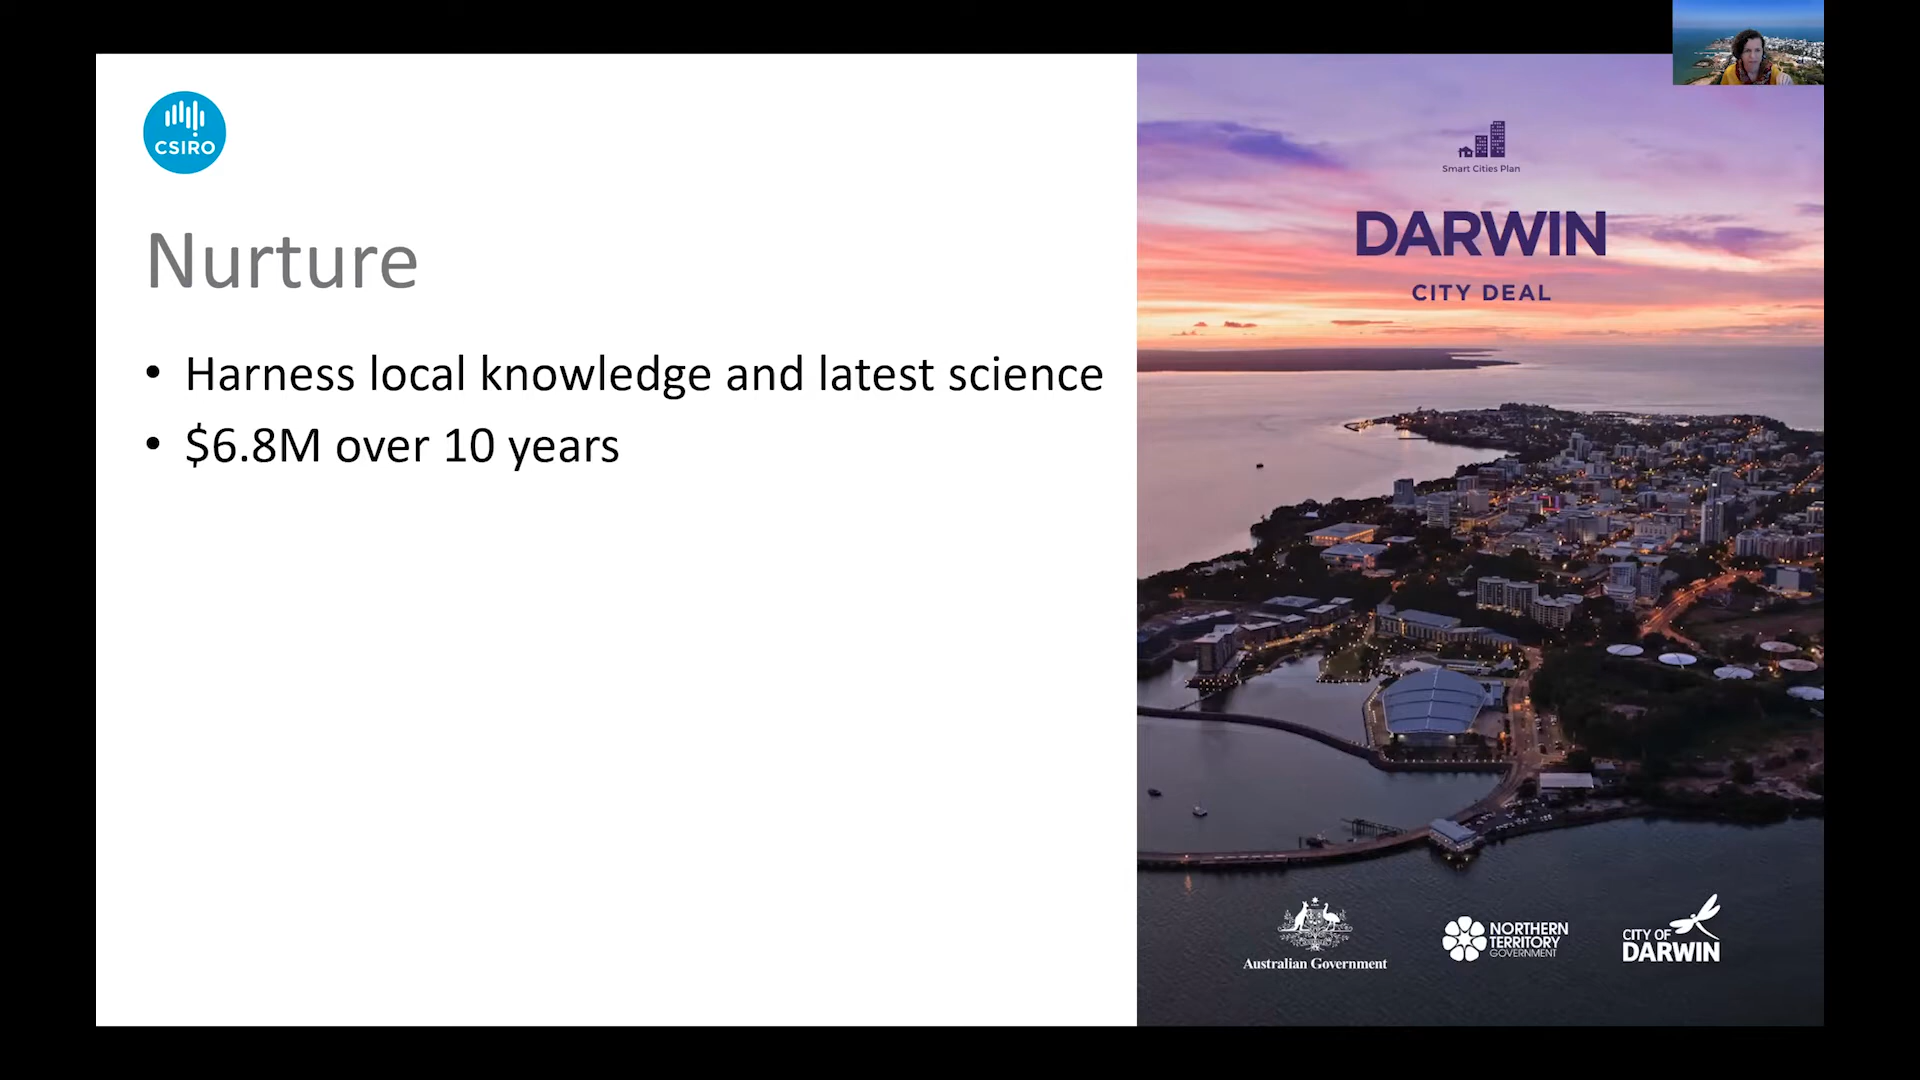 CSIRO
Nurture
• Harness local knowledge and latest science
• $6.8M over 10 years
Smart Cities Plan
DARWIN
CITY DEAL
Australian Government
NORTHERN
TERRITORY
GOVERNMENT
CITY OF
DARWIN